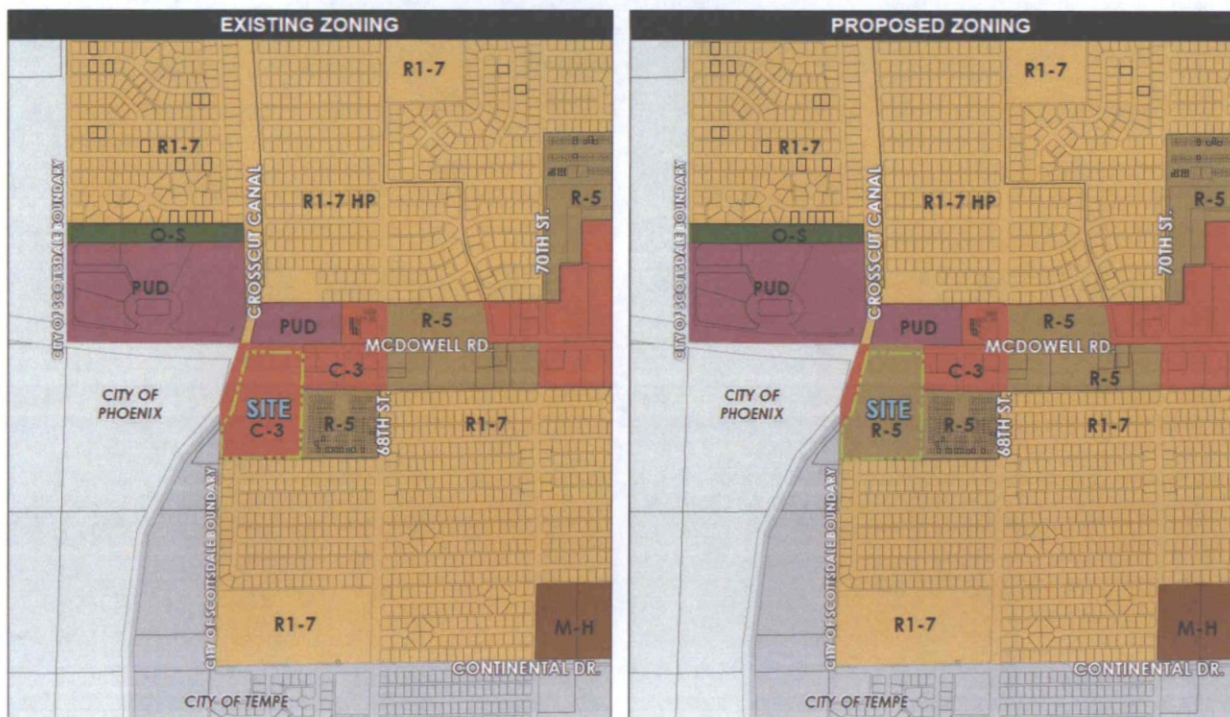 EXISTING ZONING
R1-7
R1-7
CITY OF SCOTTSDALE BOUNDARY
CROSSCUT CANAL
R1-7 HP
R-5
70TH ST.
O-S
PUD
PUD
R-5
MCDOWELL RD.
C-3
CITY OF
PHOENIX
SITE
C-3
R-5
68TH ST.
R1-7
CITY OF SCOTTSDALE BOUNDARY
R1-7
M-H
CONTINENTAL DR.
CITY OF TEMPE
PROPOSED ZONING
R1-7
R1-7
CITY OF SCOTTSDALE BOUNDARY
CROSSCUT CANAL
R1-7 HP
R-5
70TH ST.
O-S
PUD
PUD
R-5
MCDOWELL RD.
C-3
R-5
CITY OF
PHOENIX
SITE
R-5
R-5
68TH ST.
R1-7
CITY OF SCOTTSDALE BOUNDARY
R1-7
M-H
CONTINENTAL DR.
CITY OF TEMPE